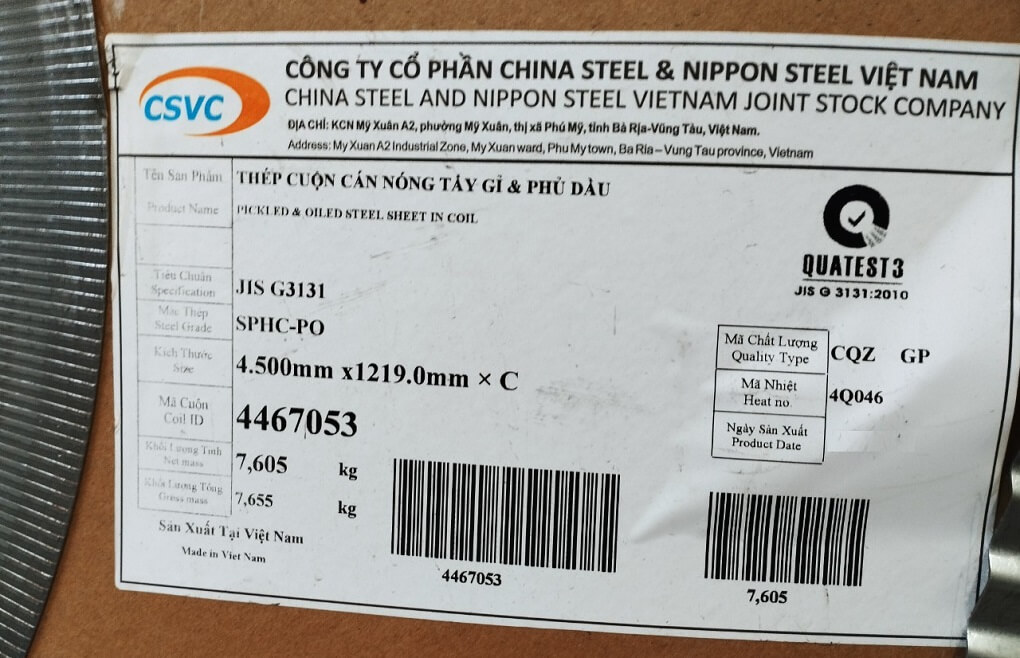 CSVC
CÔNG TY CỔ PHẦN CHINA STEEL & NIPPON STEEL VIỆT NAM
CHINA STEEL AND NIPPON STEEL VIETNAM JOINT STOCK COMPANY
ĐỊA CHỈ: KCN Mỹ Xuân A2, phường Mỹ Xuân, thị xã Phú Mỹ, tỉnh Bà Rịa-Vũng Tàu, Việt Nam.
Address: My Xuan A2 Industrial Zone, My Xuan ward, Phu My town, Ba Ria – Vung Tau province, Vietnam
Tên Sản Phẩm THÉP CUỘN CÁN NÓNG TẨY GỈ & PHỦ DẦU
Product Name PICKLED & OILED STEEL SHEET IN COIL
QUATEST 3
JIS G 3131:2010
Tiêu Chuẩn
Specification JIS G3131
Mác Thép
Steel Grade SPHC-PO
Kích Thước
Size 4.500mm x1219.0mm × C
Mã Chất Lượng
Quality Type CQZ GP
Mã Nhiệt
Heat no. 4Q046
Ngày Sản Xuất
Product Date
Mã Cuộn
Coil ID 4467053
Khối Lượng Tịnh
Net mass 7,605 kg
Khối Lượng Tổng
Gross mass 7,655 kg
Sản Xuất Tại Việt Nam
Made in Viet Nam
4467053
7,605